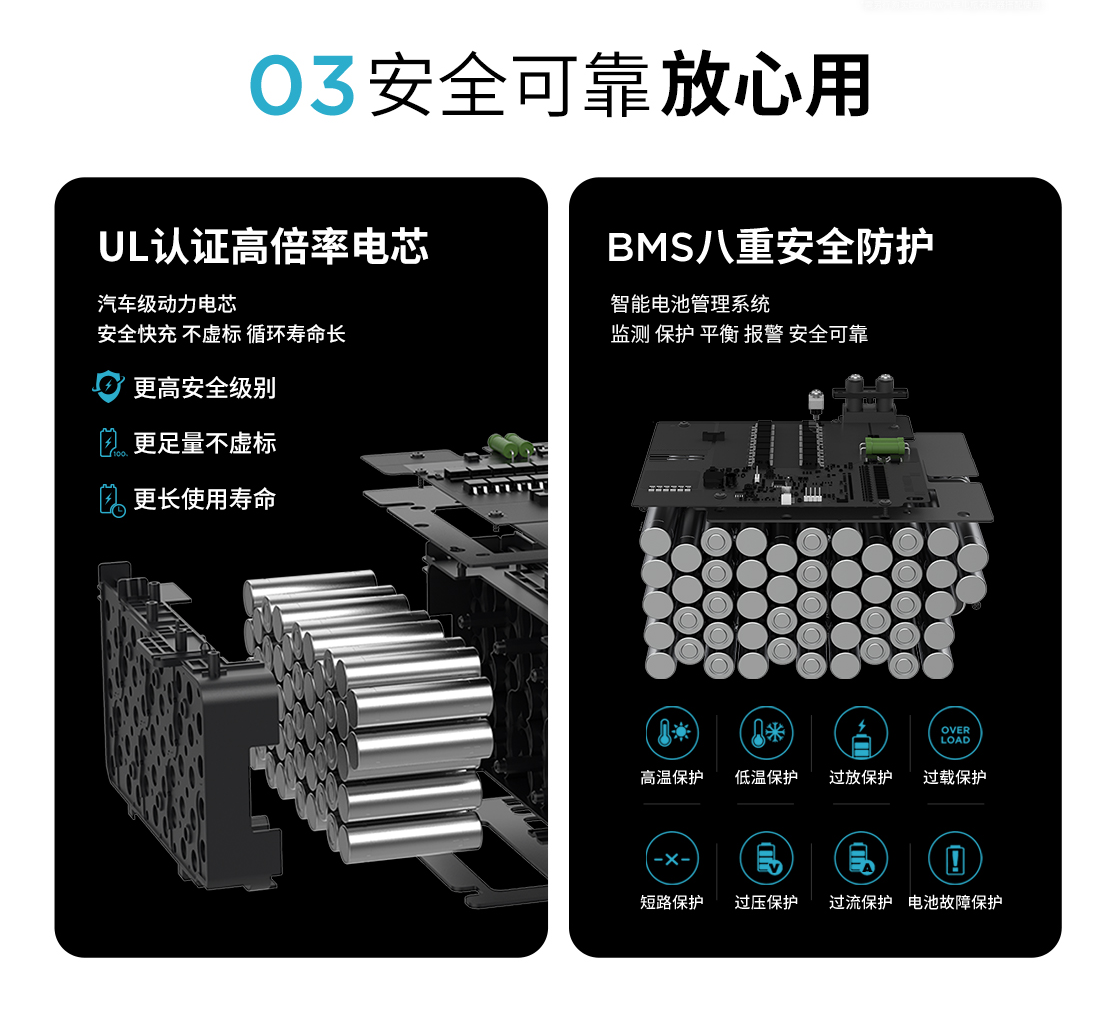 03安全可靠放心用
UL认证高倍率电芯
汽车级动力电芯
安全快充 不虚标 循环寿命长
更高安全级别
100%
更足量不虚标
更长使用寿命
BMS八重安全防护
智能电池管理系统
监测 保护 平衡 报警 安全可靠
OVER
LOAD
高温保护
低温保护
过放保护
过载保护
V
A
短路保护
过压保护
过流保护
电池故障保护